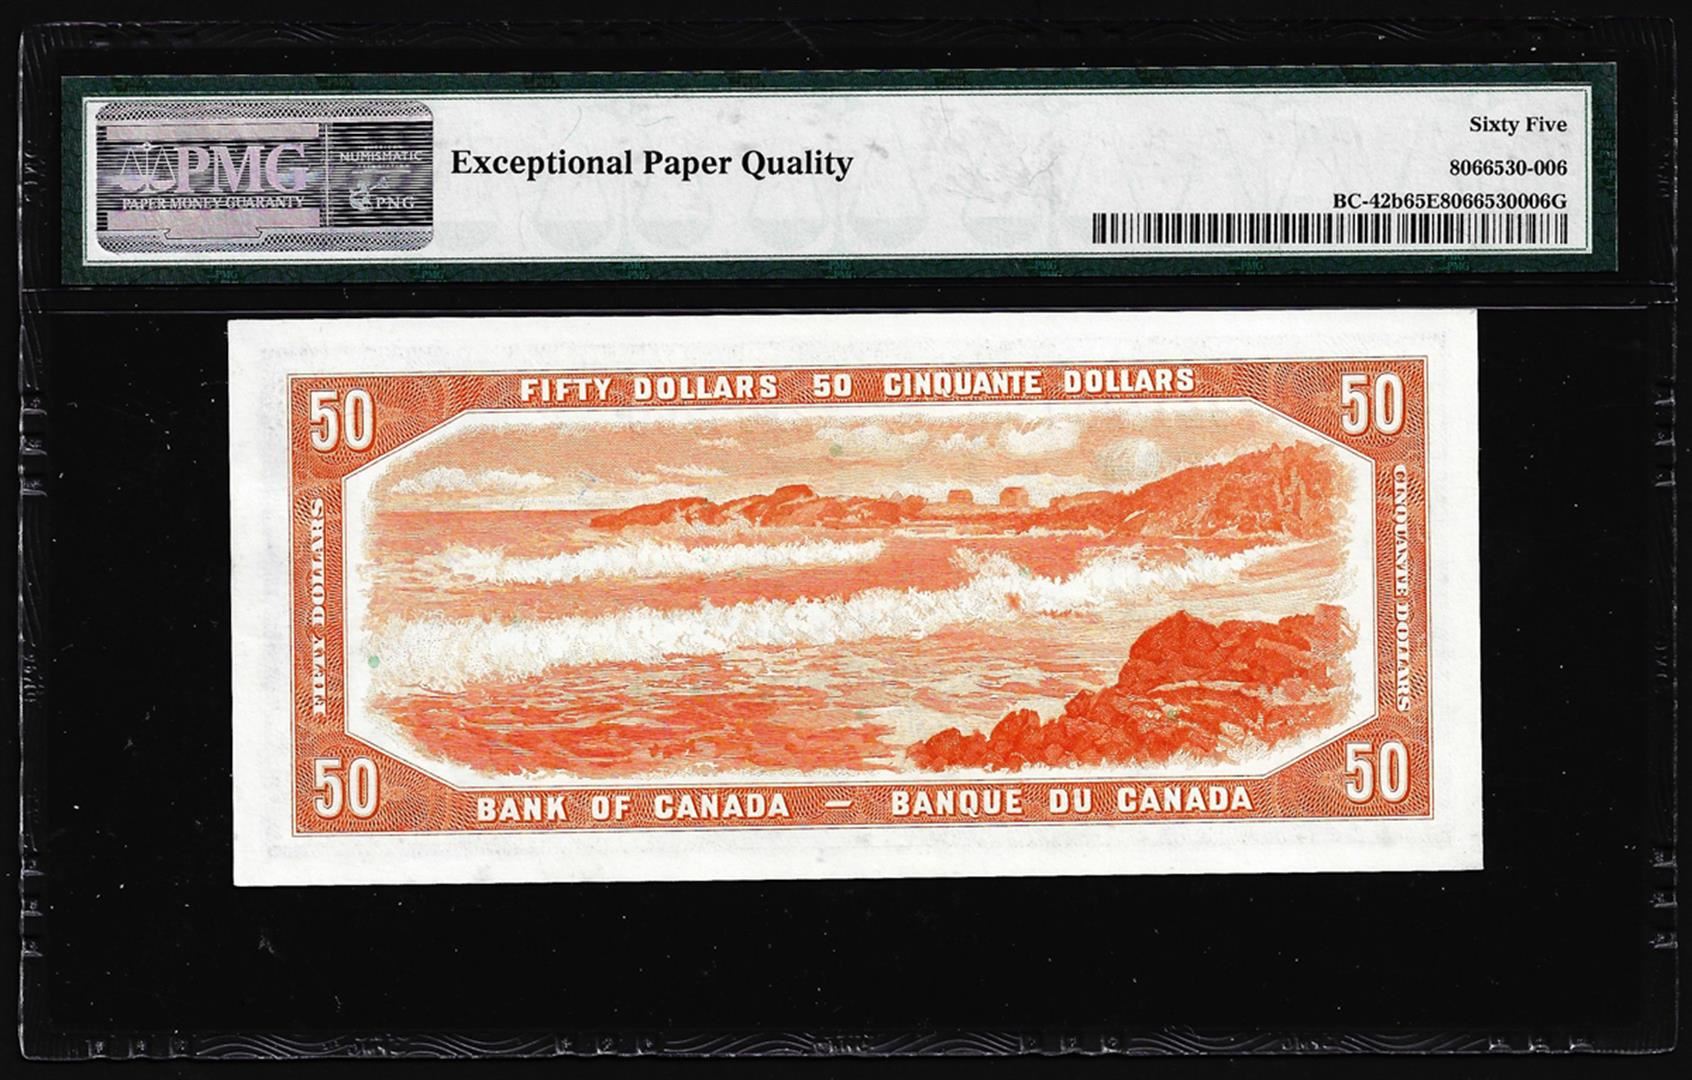 PMG
PAPER MONEY GUARANTY
NUMISMATIC
PNG
Exceptional Paper Quality
Sixty Five
8066530-006
BC-42b65E8066530006G
FIFTY DOLLARS 50 CINQUANTE DOLLARS
50
50
FIFTY DOLLARS
CINQUANTE DOLLARS
50
50
BANK OF CANADA — BANQUE DU CANADA